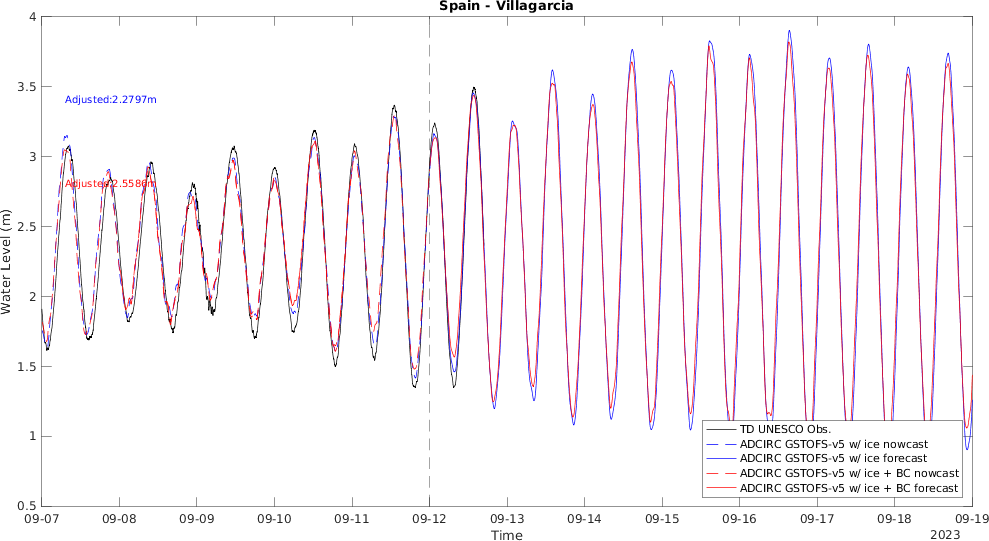 Spain - Villagarcia
4
3.5
3
2.5
2
1.5
1
0.5
Water Level (m)
Adjusted:2.2797m
Adjusted:2.5586m
TD UNESCO Obs.
ADCIRC GSTOFS-v5 w/ ice nowcast
ADCIRC GSTOFS-v5 w/ ice forecast
ADCIRC GSTOFS-v5 w/ ice + BC nowcast
ADCIRC GSTOFS-v5 w/ ice + BC forecast
09-07 09-08 09-09 09-10 09-11 09-12 09-13 09-14 09-15 09-16 09-17 09-18 09-19
Time
2023